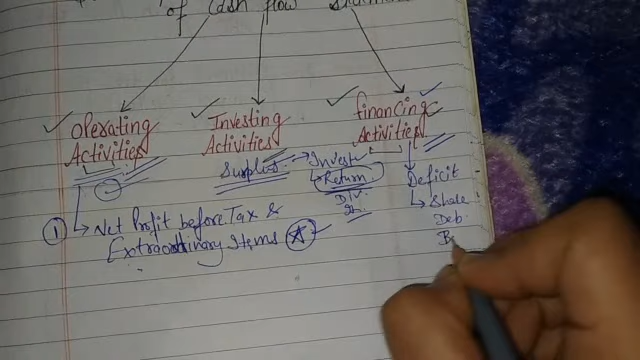 of Cash flow
Operating Activities
Investing Activities
financing Activities
Surplus
Invest
Return
Div.
Deficit
Share
Deb.
B
① Net Profit before Tax &
Extraordinary Items